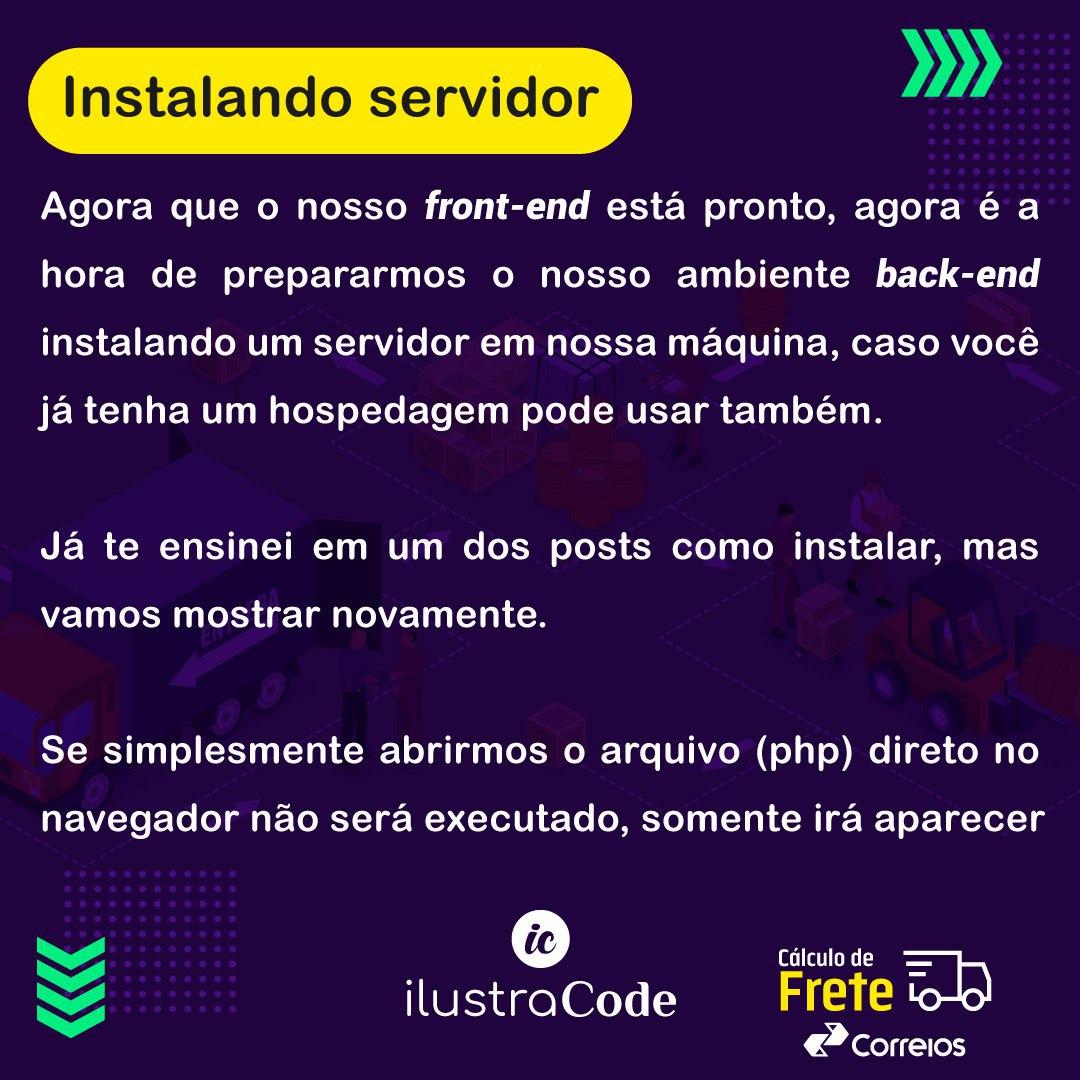 Instalando servidor
Agora que o nosso front-end está pronto, agora é a
hora de prepararmos o nosso ambiente back-end
instalando um servidor em nossa máquina, caso você
já tenha um hospedagem pode usar também.
Já te ensinei em um dos posts como instalar, mas
vamos mostrar novamente.
Se simplesmente abrirmos o arquivo (php) direto no
navegador não será executado, somente irá aparecer
ic
ilustraCode
Cálculo de
Frete
Correios